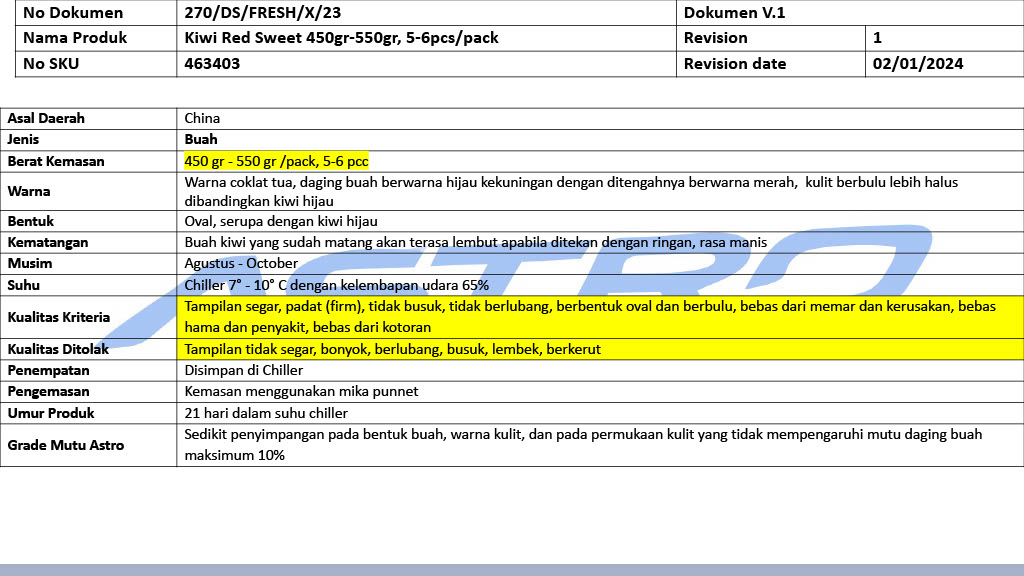 No Dokumen 270/DS/FRESH/X/23 Dokumen V.1
Nama Produk Kiwi Red Sweet 450gr-550gr, 5-6pcs/pack Revision 1
No SKU 463403 Revision date 02/01/2024
Asal Daerah China
Jenis Buah
Berat Kemasan 450 gr - 550 gr /pack, 5-6 pcc
Warna Warna coklat tua, daging buah berwarna hijau kekuningan dengan ditengahnya berwarna merah, kulit berbulu lebih halus
dibandingkan kiwi hijau
Bentuk Oval, serupa dengan kiwi hijau
Kematangan Buah kiwi yang sudah matang akan terasa lembut apabila ditekan dengan ringan, rasa manis
Musim Agustus - October
Suhu Chiller 7° - 10° C dengan kelembapan udara 65%
Kualitas Kriteria Tampilan segar, padat (firm), tidak busuk, tidak berlubang, berbentuk oval dan berbulu, bebas dari memar dan kerusakan, bebas
hama dan penyakit, bebas dari kotoran
Kualitas Ditolak Tampilan tidak segar, bonyok, berlubang, busuk, lembek, berkerut
Penempatan Disimpan di Chiller
Pengemasan Kemasan menggunakan mika punnet
Umur Produk 21 hari dalam suhu chiller
Grade Mutu Astro Sedikit penyimpangan pada bentuk buah, warna kulit, dan pada permukaan kulit yang tidak mempengaruhi mutu daging buah
maksimum 10%
ASTRO